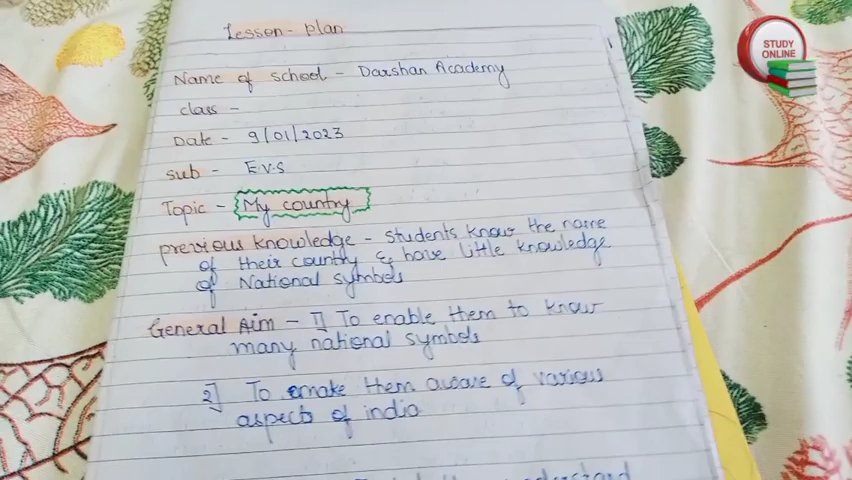 Lesson - plan
Name of school - Darshan Academy
class -
Date - 9/01/2023
sub - E.V.S
Topic - My country
previous knowledge - students know the name
of their country & have little knowledge
of National symbols
General Aim - 1] To enable them to know
many national symbols
2] To make them aware of various
aspects of india
understand
STUDY
ONLINE